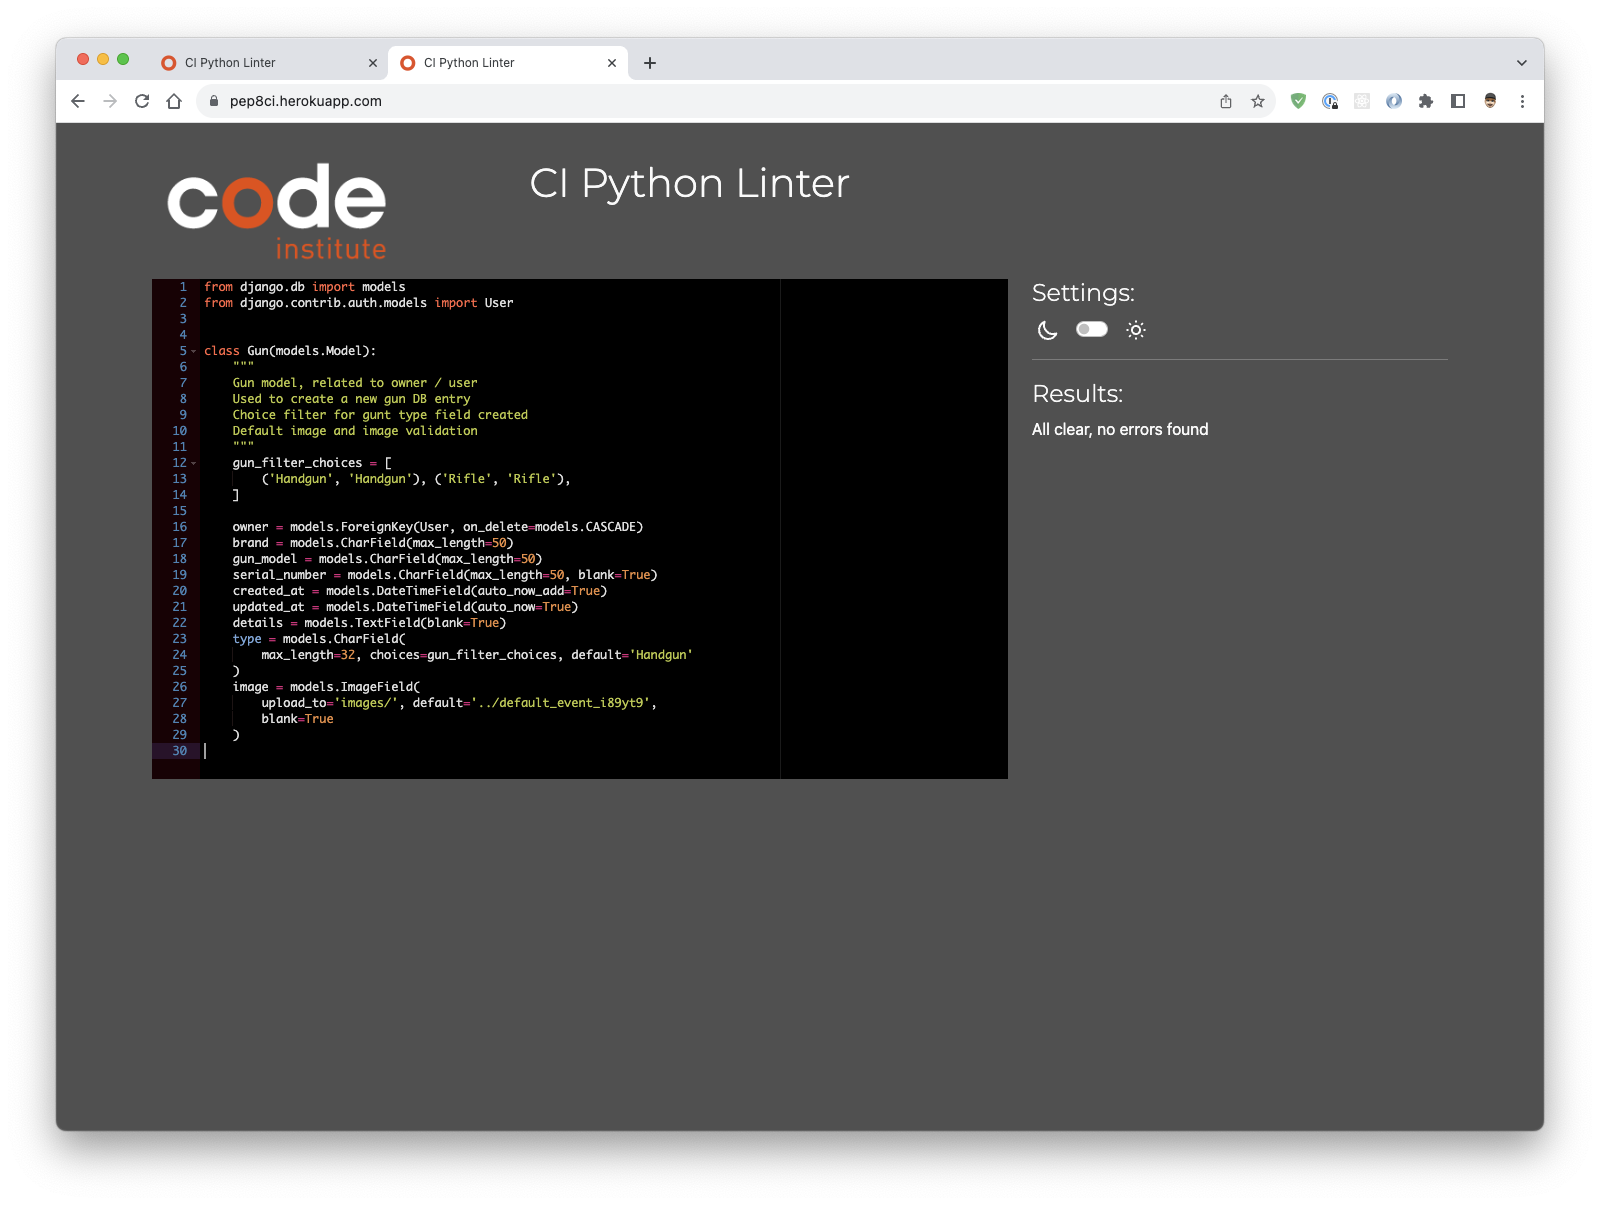 CI Python Linter
CI Python Linter
pep8ci.herokuapp.com
code
institute
CI Python Linter
1 from django.db import models
2 from django.contrib.auth.models import User
3
4
5 class Gun(models.Model):
6     """
7     Gun model, related to owner / user
8     Used to create a new gun DB entry
9     Choice filter for gunt type field created
10     Default image and image validation
11     """
12     gun_filter_choices = [
13         ('Handgun', 'Handgun'), ('Rifle', 'Rifle'),
14     ]
15
16     owner = models.ForeignKey(User, on_delete=models.CASCADE)
17     brand = models.CharField(max_length=50)
18     gun_model = models.CharField(max_length=50)
19     serial_number = models.CharField(max_length=50, blank=True)
20     created_at = models.DateTimeField(auto_now_add=True)
21     updated_at = models.DateTimeField(auto_now=True)
22     details = models.TextField(blank=True)
23     type = models.CharField(
24         max_length=32, choices=gun_filter_choices, default='Handgun'
25     )
26     image = models.ImageField(
27         upload_to='images/', default='../default_event_i89yt9',
28         blank=True
29     )
30
Settings:
Results:
All clear, no errors found